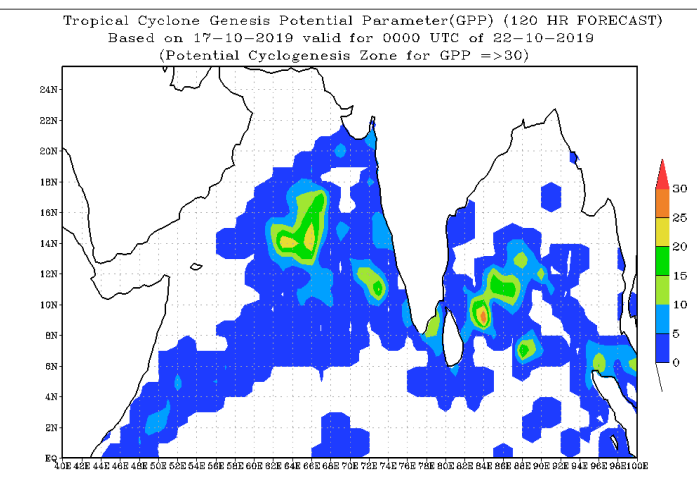 Tropical Cyclone Genesis Potential Parameter(GPP) (120 HR FORECAST)
Based on 17-10-2019 valid for 0000 UTC of 22-10-2019
(Potential Cyclogenesis Zone for GPP =>30)
24N
22N
20N
18N
16N
14N
12N
10N
8N
6N
4N
2N
EQ
40E 42E 44E 46E 48E 50E 52E 54E 56E 58E 60E 62E 64E 66E 68E 70E 72E 74E 76E 78E 80E 82E 84E 86E 88E 90E 92E 94E 96E 98E 100E
30
25
20
15
10
5
0